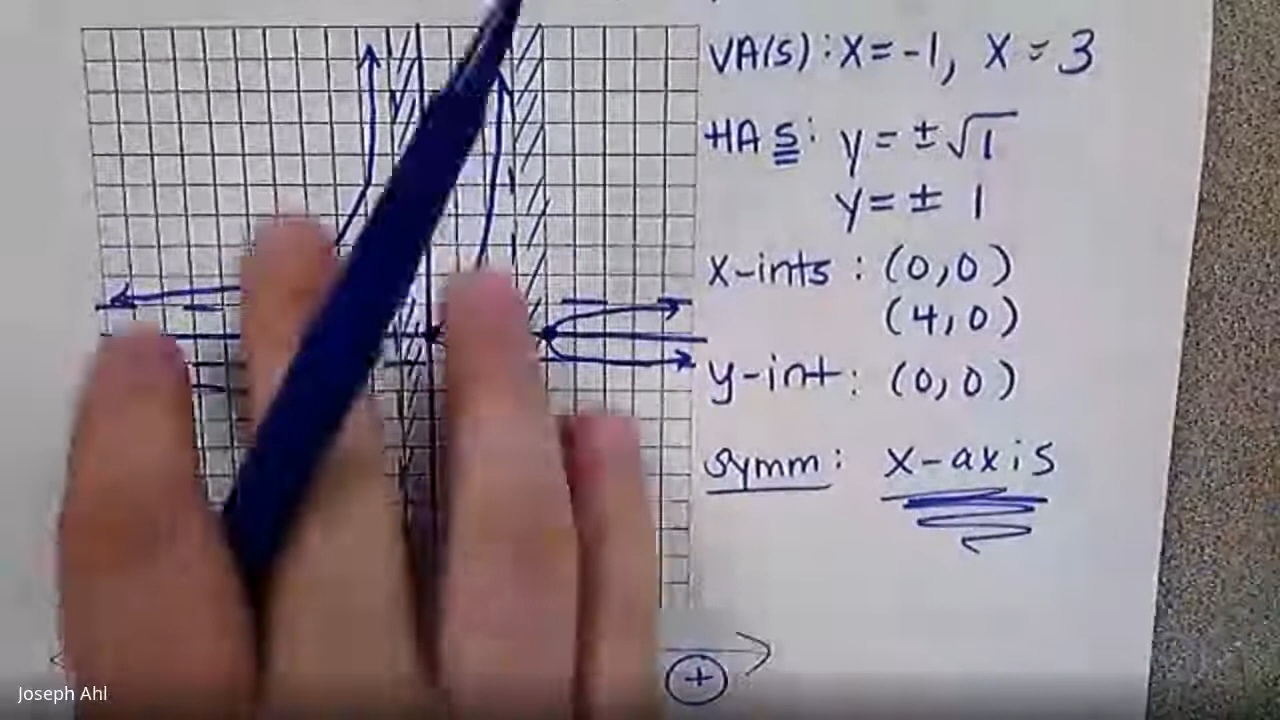 VA(s): x = -1, x = 3
HAs: y = ±√1
y = ± 1
x-ints: (0,0)
(4,0)
y-int: (0,0)
Symm: x-axis
+
Joseph Ahl